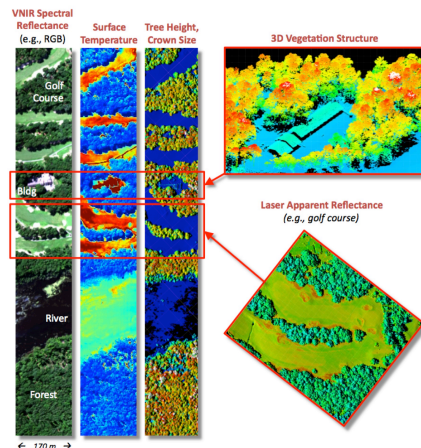 VNIR Spectral
Reflectance
(e.g., RGB)
Surface
Temperature
Tree Height,
Crown Size
3D Vegetation Structure
Golf
Course
Bldg
River
Forest
← 170 m →
Laser Apparent Reflectance
(e.g., golf course)